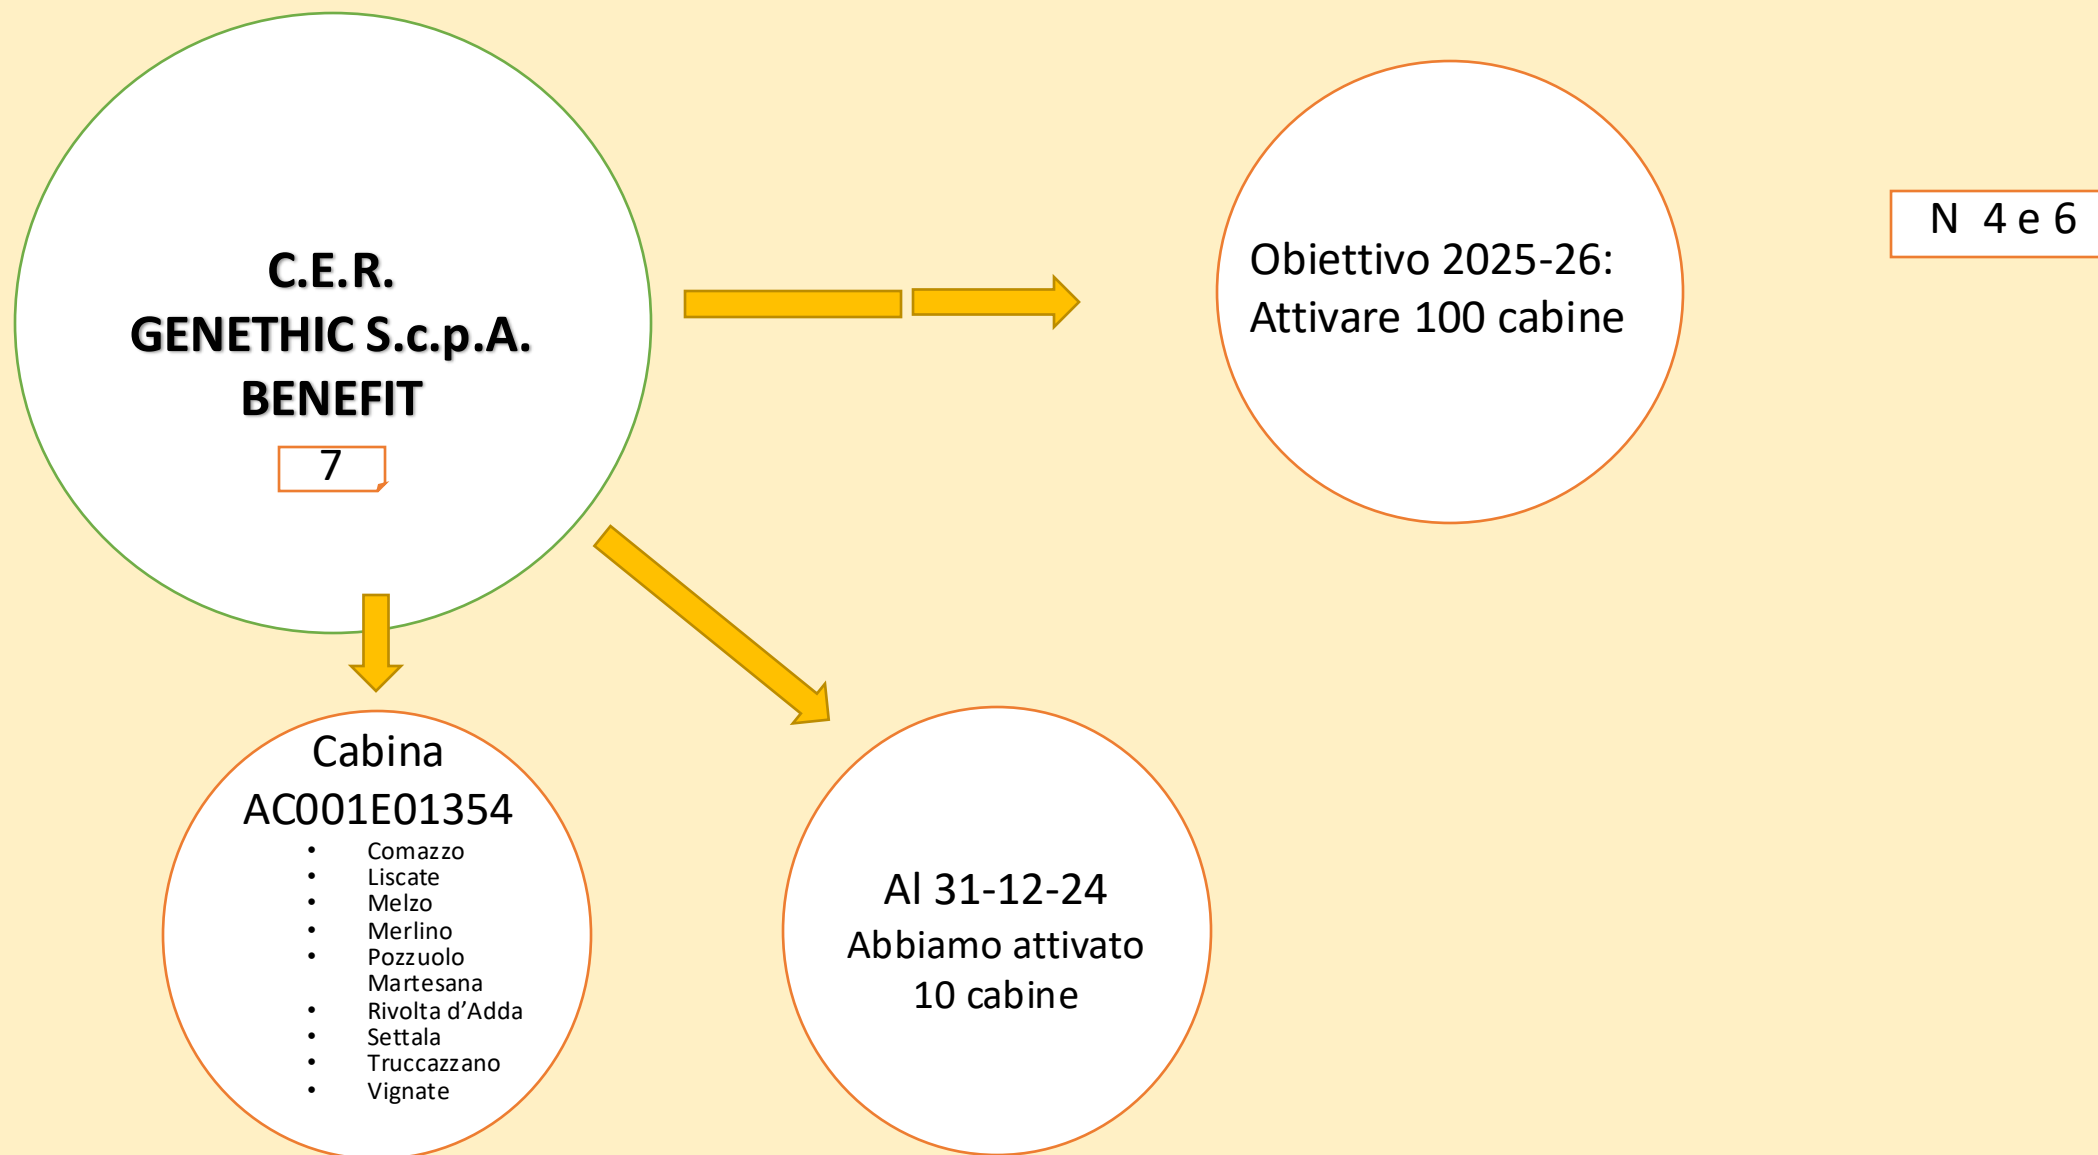 C.E.R.
GENETHIC S.c.p.A.
BENEFIT
7
Obiettivo 2025-26:
Attivare 100 cabine
N 4 e 6
Cabina
AC001E01354
• Comazzo
• Liscate
• Melzo
• Merlino
• Pozzuolo
Martesana
• Rivolta d’Adda
• Settala
• Truccazzano
• Vignate
Al 31-12-24
Abbiamo attivato
10 cabine